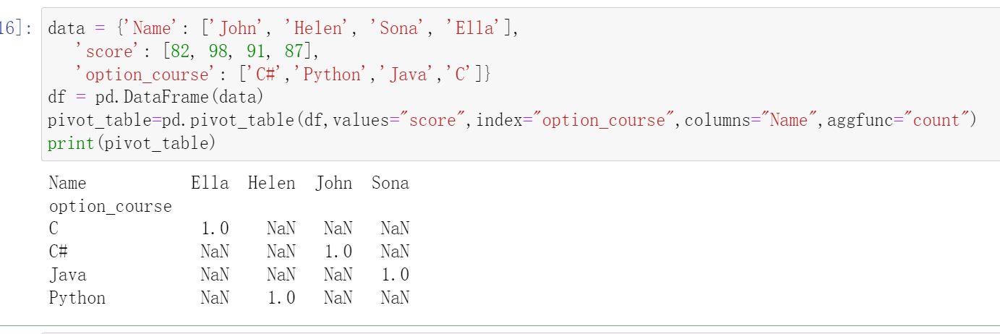 16]: data = {'Name': ['John', 'Helen', 'Sona', 'Ella'],
'score': [82, 98, 91, 87],
'option_course': ['C#','Python','Java','C']}
df = pd.DataFrame(data)
pivot_table=pd.pivot_table(df,values="score",index="option_course",columns="Name",aggfunc="count")
print(pivot_table)
Name Ella Helen John Sona
option_course
C 1.0 NaN NaN NaN
C# NaN NaN 1.0 NaN
Java NaN NaN NaN 1.0
Python NaN 1.0 NaN NaN